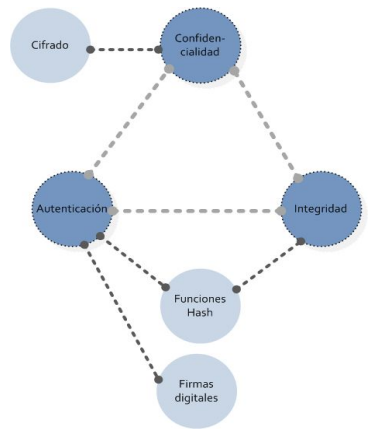 Cifrado
Confiden-
cialidad
Autenticación
Integridad
Funciones
Hash
Firmas
digitales